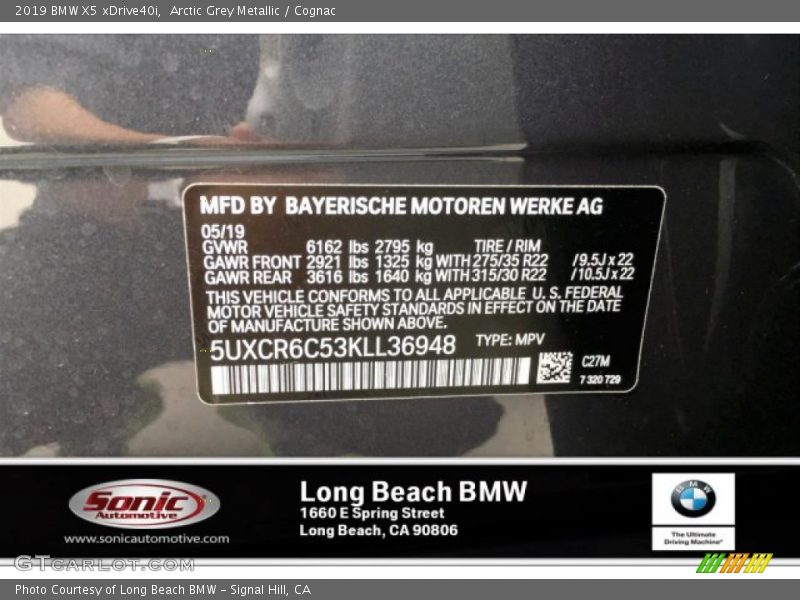 2019 BMW X5 xDrive40i,  Arctic Grey Metallic / Cognac
MFD BY BAYERISCHE MOTOREN WERKE AG
05/19
GVWR 6162 lbs 2795 kg TIRE / RIM
GAWR FRONT 2921 lbs 1325 kg WITH 275/35 R22 /9.5J x 22
GAWR REAR 3616 lbs 1640 kg WITH 315/30 R22 /10.5J x 22
THIS VEHICLE CONFORMS TO ALL APPLICABLE U. S. FEDERAL
MOTOR VEHICLE SAFETY STANDARDS IN EFFECT ON THE DATE
OF MANUFACTURE SHOWN ABOVE.
5UXCR6C53KLL36948 TYPE: MPV
C27M
7 320 729
Sonic
Automotive
www.sonicautomotive.com
Long Beach BMW
1660 E Spring Street
Long Beach, CA 90806
BMW
The Ultimate
Driving Machine®
GTcarlot.com
Photo Courtesy of Long Beach BMW – Signal Hill, CA